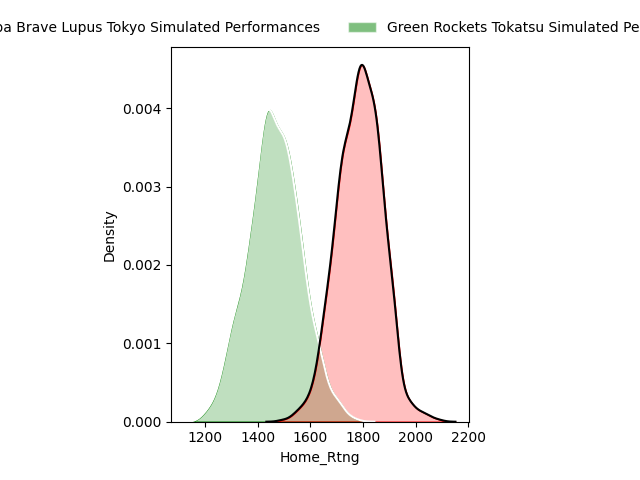 Brave Lupus Tokyo Simulated Performances Green Rockets Tokatsu Simulated
0.004
0.003
0.002
0.001
0.000
Density
1200 1400 1600 1800 2000 2200
Home_Rtng